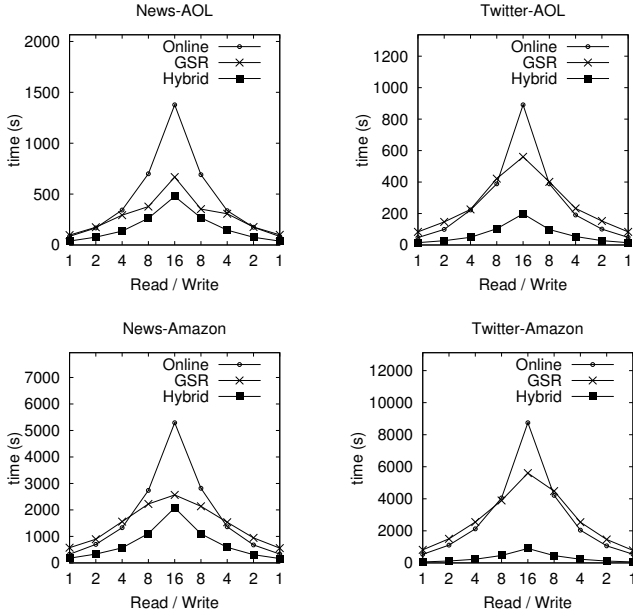 News-AOL
2000
1500
1000
500
0
time (s)
Online
GSR
Hybrid
1 2 4 8 16 8 4 2 1
Read / Write
Twitter-AOL
1200
1000
800
600
400
200
0
time (s)
Online
GSR
Hybrid
1 2 4 8 16 8 4 2 1
Read / Write
News-Amazon
7000
6000
5000
4000
3000
2000
1000
0
time (s)
Online
GSR
Hybrid
1 2 4 8 16 8 4 2 1
Read / Write
Twitter-Amazon
12000
10000
8000
6000
4000
2000
0
time (s)
Online
GSR
Hybrid
1 2 4 8 16 8 4 2 1
Read / Write